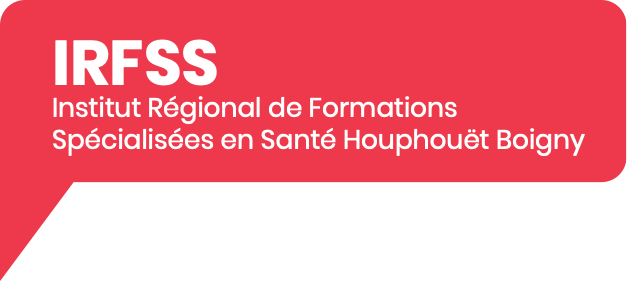 IRFSS
Institut Régional de Formations
Spécialisées en Santé Houphouët Boigny